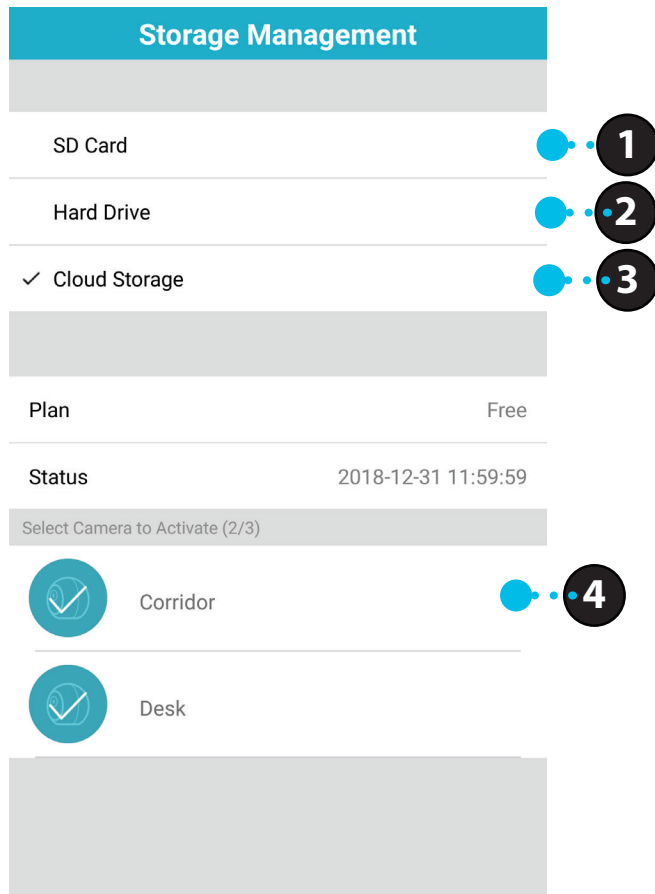 Storage Management
SD Card 1
Hard Drive 2
Cloud Storage 3
Plan Free
Status 2018-12-31 11:59:59
Select Camera to Activate (2/3)
Corridor 4
Desk